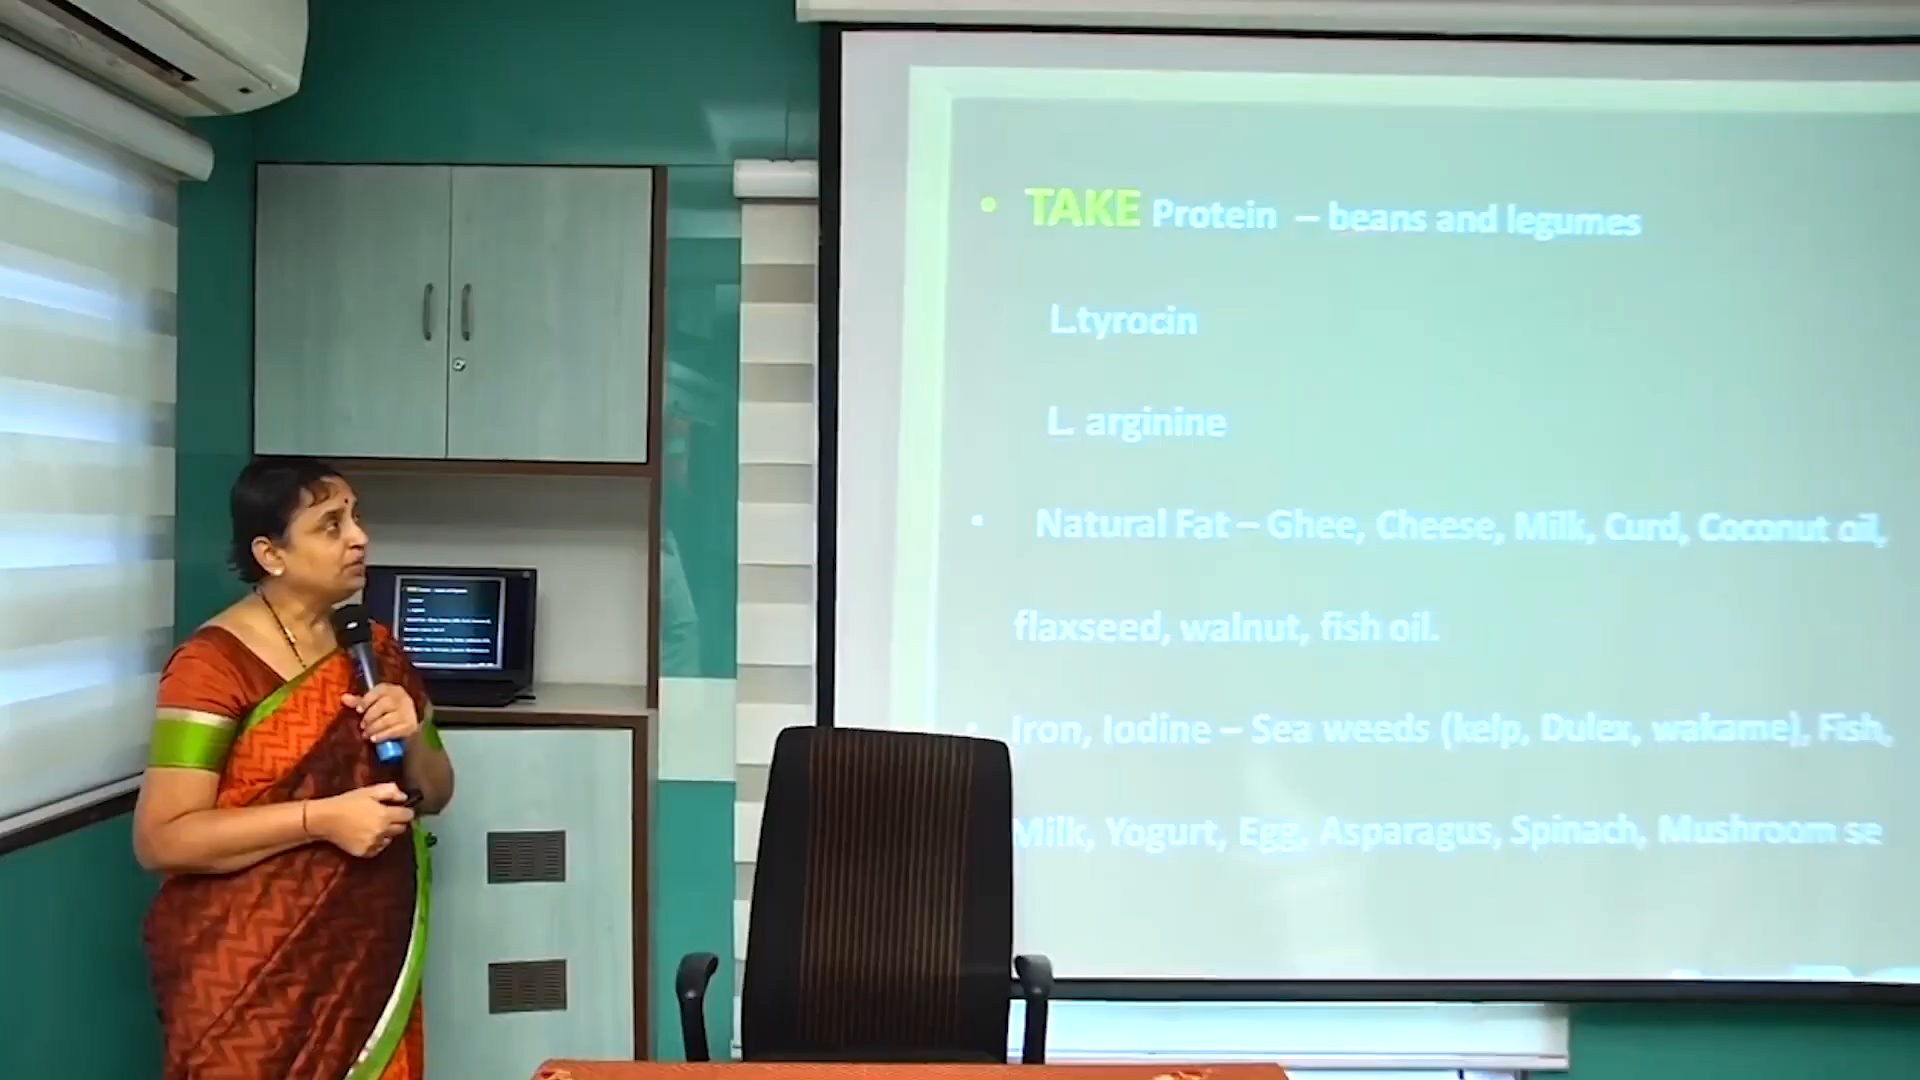 • TAKE Protein – beans and legumes
L.tyrocin
L. arginine
• Natural Fat – Ghee, Cheese, Milk, Curd, Coconut oil,
flaxseed, walnut, fish oil.
• Iron, Iodine – Sea weeds (kelp, Dulex, wakame), Fish,
Milk, Yogurt, Egg, Asparagus, Spinach, Mushroom se